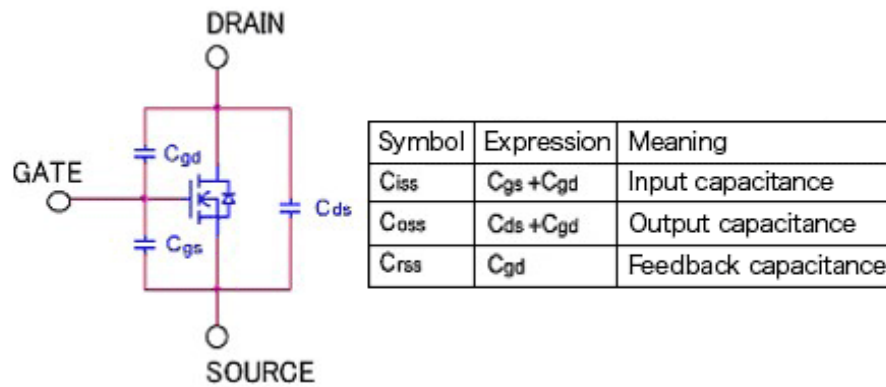 DRAIN
GATE
Cgd
Cgs
Cds
SOURCE
Symbol Expression Meaning
Ciss Cgs +Cgd Input capacitance
Coss Cds +Cgd Output capacitance
Crss Cgd Feedback capacitance